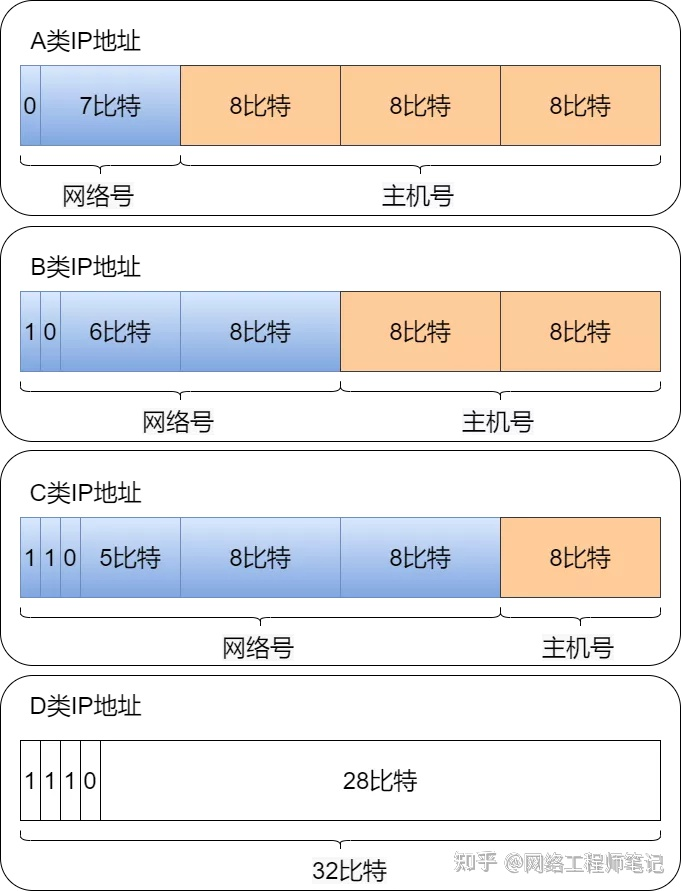 A类IP地址
0 7比特 8比特 8比特 8比特
网络号 主机号
B类IP地址
1 0 6比特 8比特 8比特 8比特
网络号 主机号
C类IP地址
1 1 0 5比特 8比特 8比特 8比特
网络号 主机号
D类IP地址
1 1 1 0 28比特
32比特
知乎 @网络工程师笔记